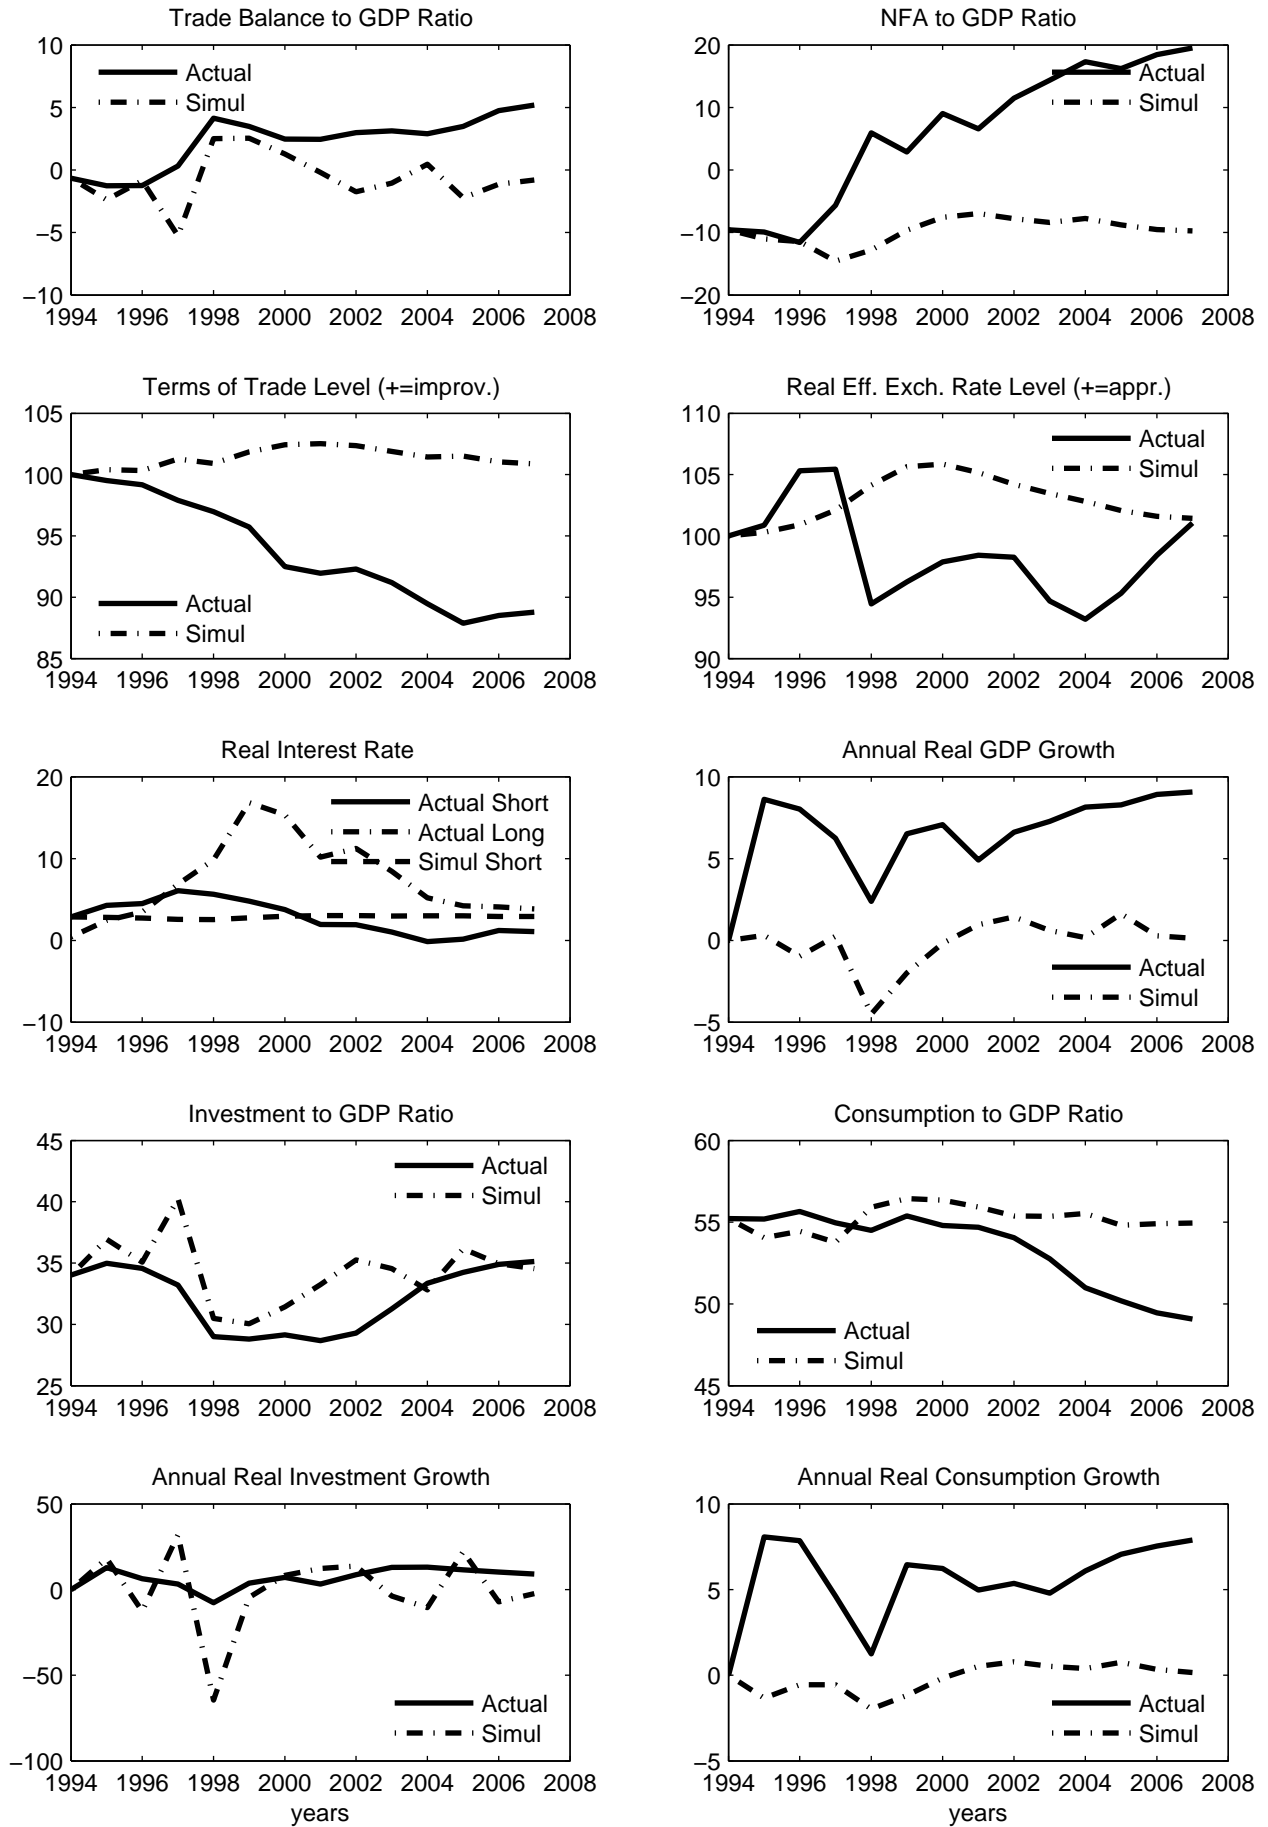 Trade Balance to GDP Ratio
10
5
0
−5
−10
Actual
Simul
1994 1996 1998 2000 2002 2004 2006 2008
NFA to GDP Ratio
20
10
0
−10
−20
Actual
Simul
1994 1996 1998 2000 2002 2004 2006 2008
Terms of Trade Level (+=improv.)
105
100
95
90
85
Actual
Simul
1994 1996 1998 2000 2002 2004 2006 2008
Real Eff. Exch. Rate Level (+=appr.)
110
105
100
95
90
Actual
Simul
1994 1996 1998 2000 2002 2004 2006 2008
Real Interest Rate
20
10
0
−10
Actual Short
Actual Long
Simul Short
1994 1996 1998 2000 2002 2004 2006 2008
Annual Real GDP Growth
10
5
0
−5
Actual
Simul
1994 1996 1998 2000 2002 2004 2006 2008
Investment to GDP Ratio
45
40
35
30
25
Actual
Simul
1994 1996 1998 2000 2002 2004 2006 2008
Consumption to GDP Ratio
60
55
50
45
Actual
Simul
1994 1996 1998 2000 2002 2004 2006 2008
Annual Real Investment Growth
50
0
−50
−100
Actual
Simul
1994 1996 1998 2000 2002 2004 2006 2008
years
Annual Real Consumption Growth
10
5
0
−5
Actual
Simul
1994 1996 1998 2000 2002 2004 2006 2008
years